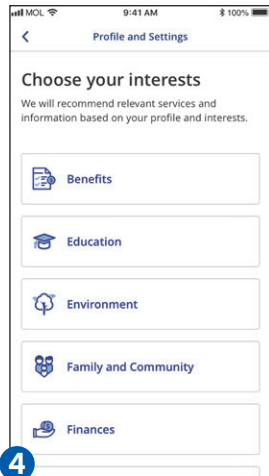 MOL 9:41 AM 100%
Profile and Settings
Choose your interests
We will recommend relevant services and
information based on your profile and interests.
Benefits
Education
Environment
Family and Community
Finances
4